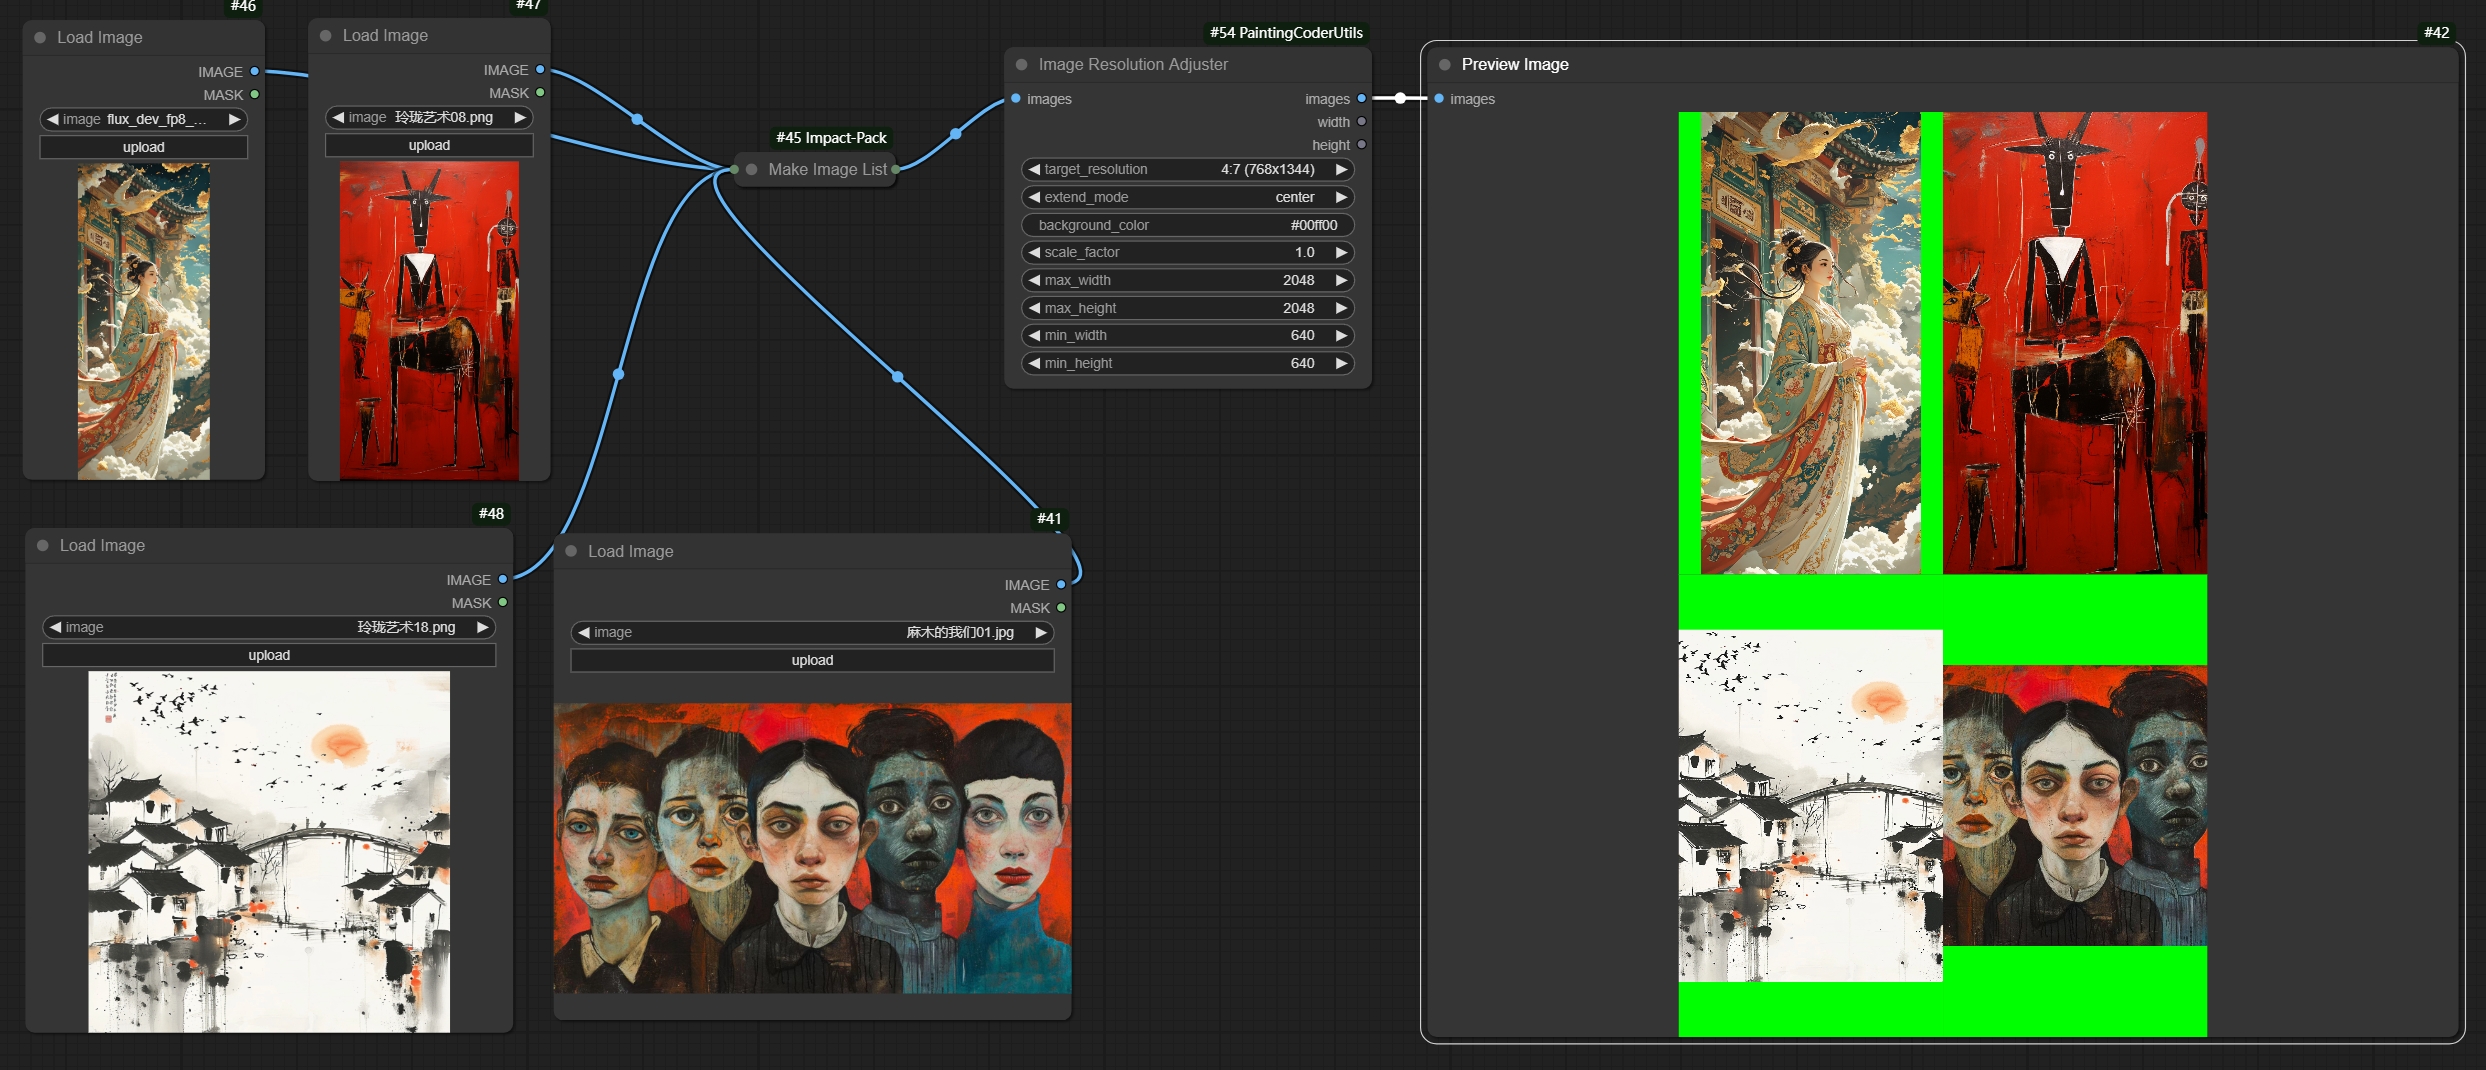 #46
Load Image
IMAGE
MASK
image flux_dev_fp8_...
upload
#47
Load Image
IMAGE
MASK
image 玲珑艺术08.png
upload
#45 Impact-Pack
Make Image List
#54 PaintingCoderUtils
Image Resolution Adjuster
images images
width
height
target_resolution 4:7 (768x1344)
extend_mode center
background_color #00ff00
scale_factor 1.0
max_width 2048
max_height 2048
min_width 640
min_height 640
#42
Preview Image
images
#48
Load Image
IMAGE
MASK
image 玲珑艺术18.png
upload
#41
Load Image
IMAGE
MASK
image 麻木的我们01.jpg
upload